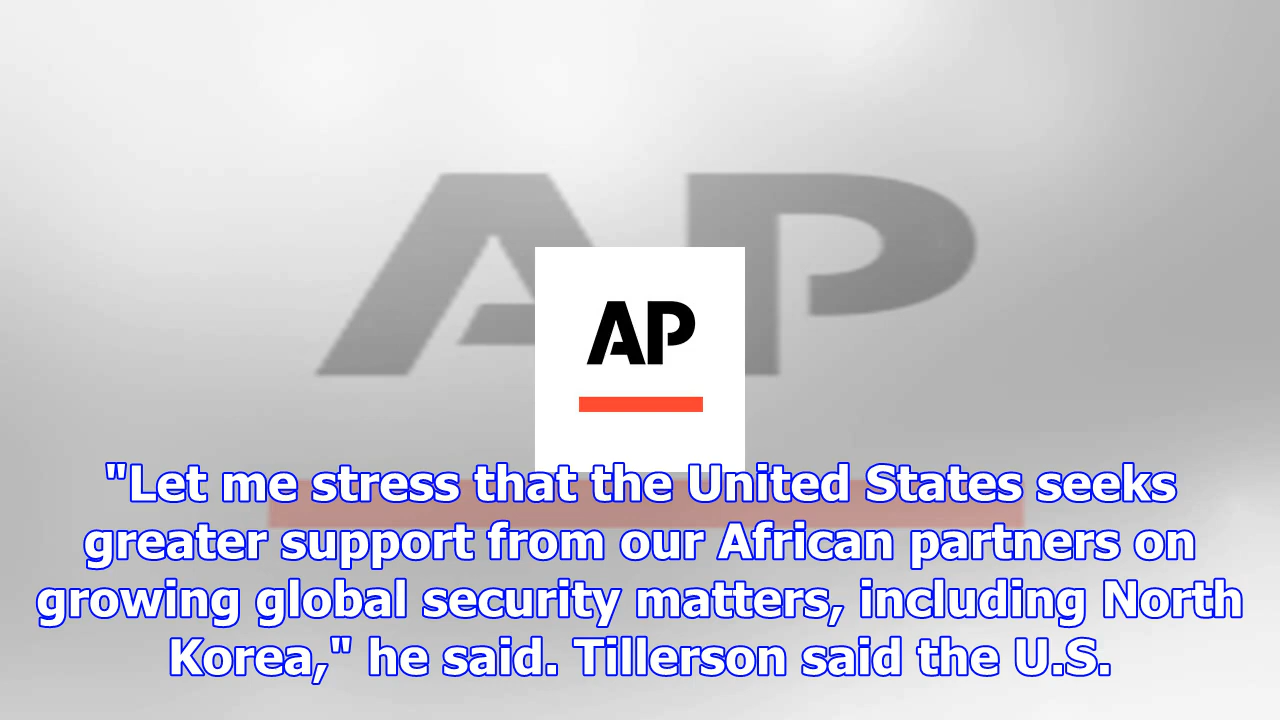 AP
AP
"Let me stress that the United States seeks
greater support from our African partners on
growing global security matters, including North
Korea," he said. Tillerson said the U.S.